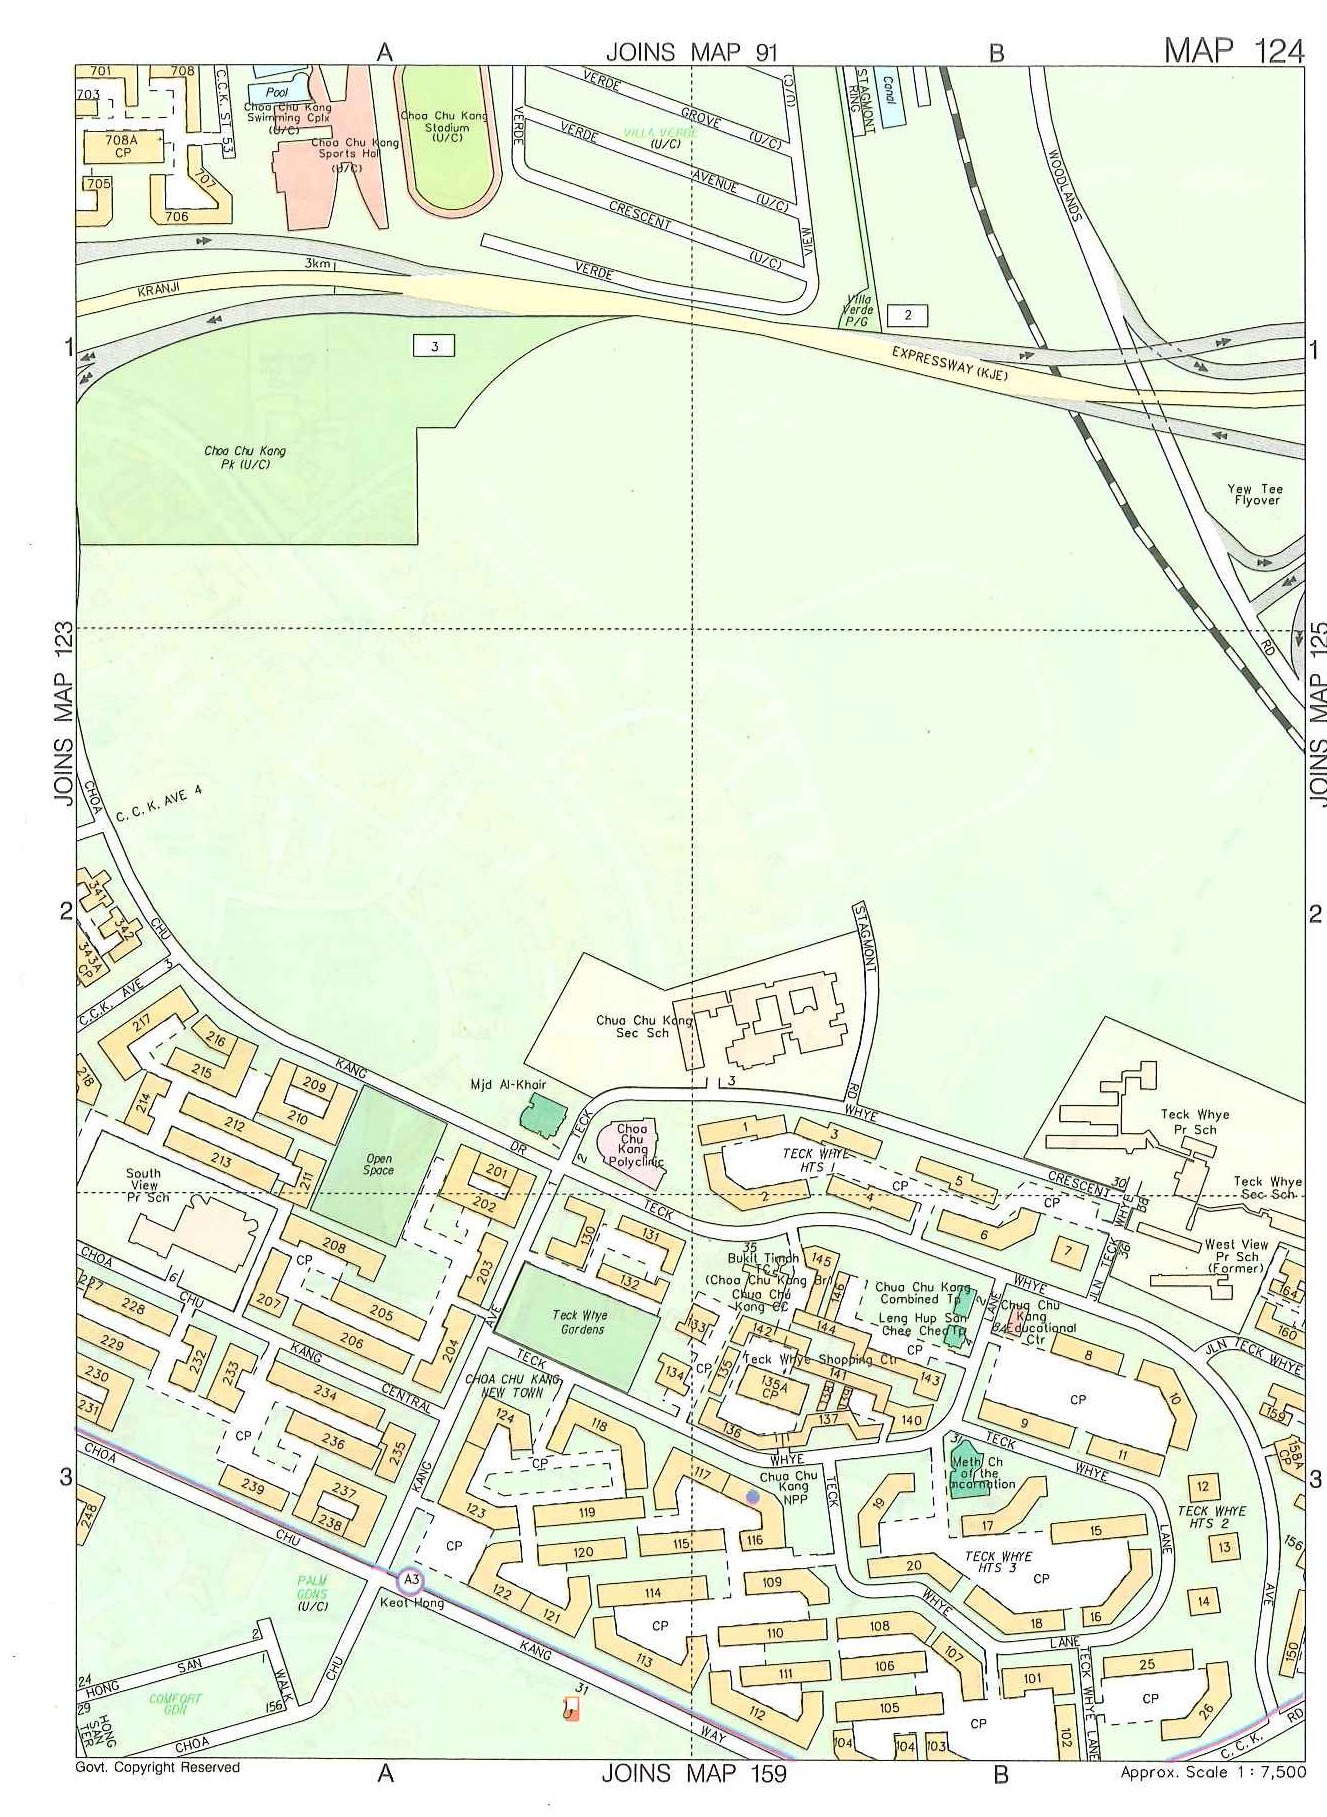 A
JOINS MAP 91
B
MAP 124
701
708
703
C.C.K. ST 53
708A
CP
705
707
706
Pool
Choa Chu Kang
Swimming Cplx
(U/C)
Choa Chu Kang
Sports Hal
(U/C)
Choa Chu Kang
Stadium
(U/C)
VERDE
VERDE
GROVE
(U/C)
VILLA VERDE
(U/C)
VERDE
AVENUE
(U/C)
CRESCENT
(U/C)
VERDE
VIEW
(U/C)
STAGMONT
RING
Canal
WOODLANDS
3km
KRANJI
Villa
Verde
P/G
2
3
EXPRESSWAY (KJE)
1
1
Choa Chu Kang
Pk (U/C)
Yew Tee
Flyover
RD
JOINS MAP 123
JOINS MAP 125
CHOA
C. C. K. AVE 4
2
2
341
342
343A
CP
CHU
3
C.C.K. AVE
STAGMONT
RD
Chua Chu Kang
Sec Sch
3
217
216
215
218
214
209
210
212
213
211
KANG
Mjd Al-Khair
DR
TECK
WHYE
2
1
Choa
Chu
Kang
Polyclinic
Open
Space
South
View
Pr Sch
201
202
1
3
TECK WHYE
HTS 1
2
4
CP
5
6
CP
7
CRESCENT
30
Teck Whye
Pr Sch
Teck Whye
Sec Sch
West View
Pr Sch
(Former)
JLN TECK WHYE
36
38
TECK
WHYE
CHOA
CHU
6
227
228
229
230
231
232
233
208
CP
207
205
206
203
204
AVE
130
131
132
Teck Whye
Gardens
133
134
CP
135
35
Bukit Timah
TC
(Choa Chu Kang Br)
Chua Chu
Kang CC
145
146
142
144
Chua Chu Kang
Combined Tp
Leng Hup San
Chee Chea Tp
CP
2
LANE
Chua Chu
Kang
Educational
Ctr
164
160
JLN TECK WHYE
KANG
CENTRAL
TECK
CHOA CHU KANG
NEW TOWN
Teck Whye Shopping Ctr
135A
CP
141
138
139
143
137
140
136
8
CP
9
10
11
159
158A
CP
234
236
235
CP
239
237
238
248
124
118
CP
123
119
117
WHYE
Chua Chu
Kang
NPP
116
115
TECK
31
Meth Ch
of the
Incarnation
TECK
WHYE
12
TECK WHYE
HTS 2
13
14
156
3
3
CHOA
CHU
KANG
CP
120
122
121
114
CP
113
109
110
111
112
19
17
15
20
TECK WHYE
HTS 3
CP
18
16
LANE
WHYE
LANE
AVE
150
A3
Keat Hong
PALM
GDNS
(U/C)
CHU
KANG
WAY
31
108
106
107
105
104
104
103
101
CP
102
TECK WHYE LANE
25
CP
26
2
HONG
SAN
WALK
24
29
HONG
SAN
TER
COMFORT
GDN
156
CHOA
C. C. K.
RD
Govt. Copyright Reserved
A
JOINS MAP 159
B
Approx. Scale 1 : 7,500